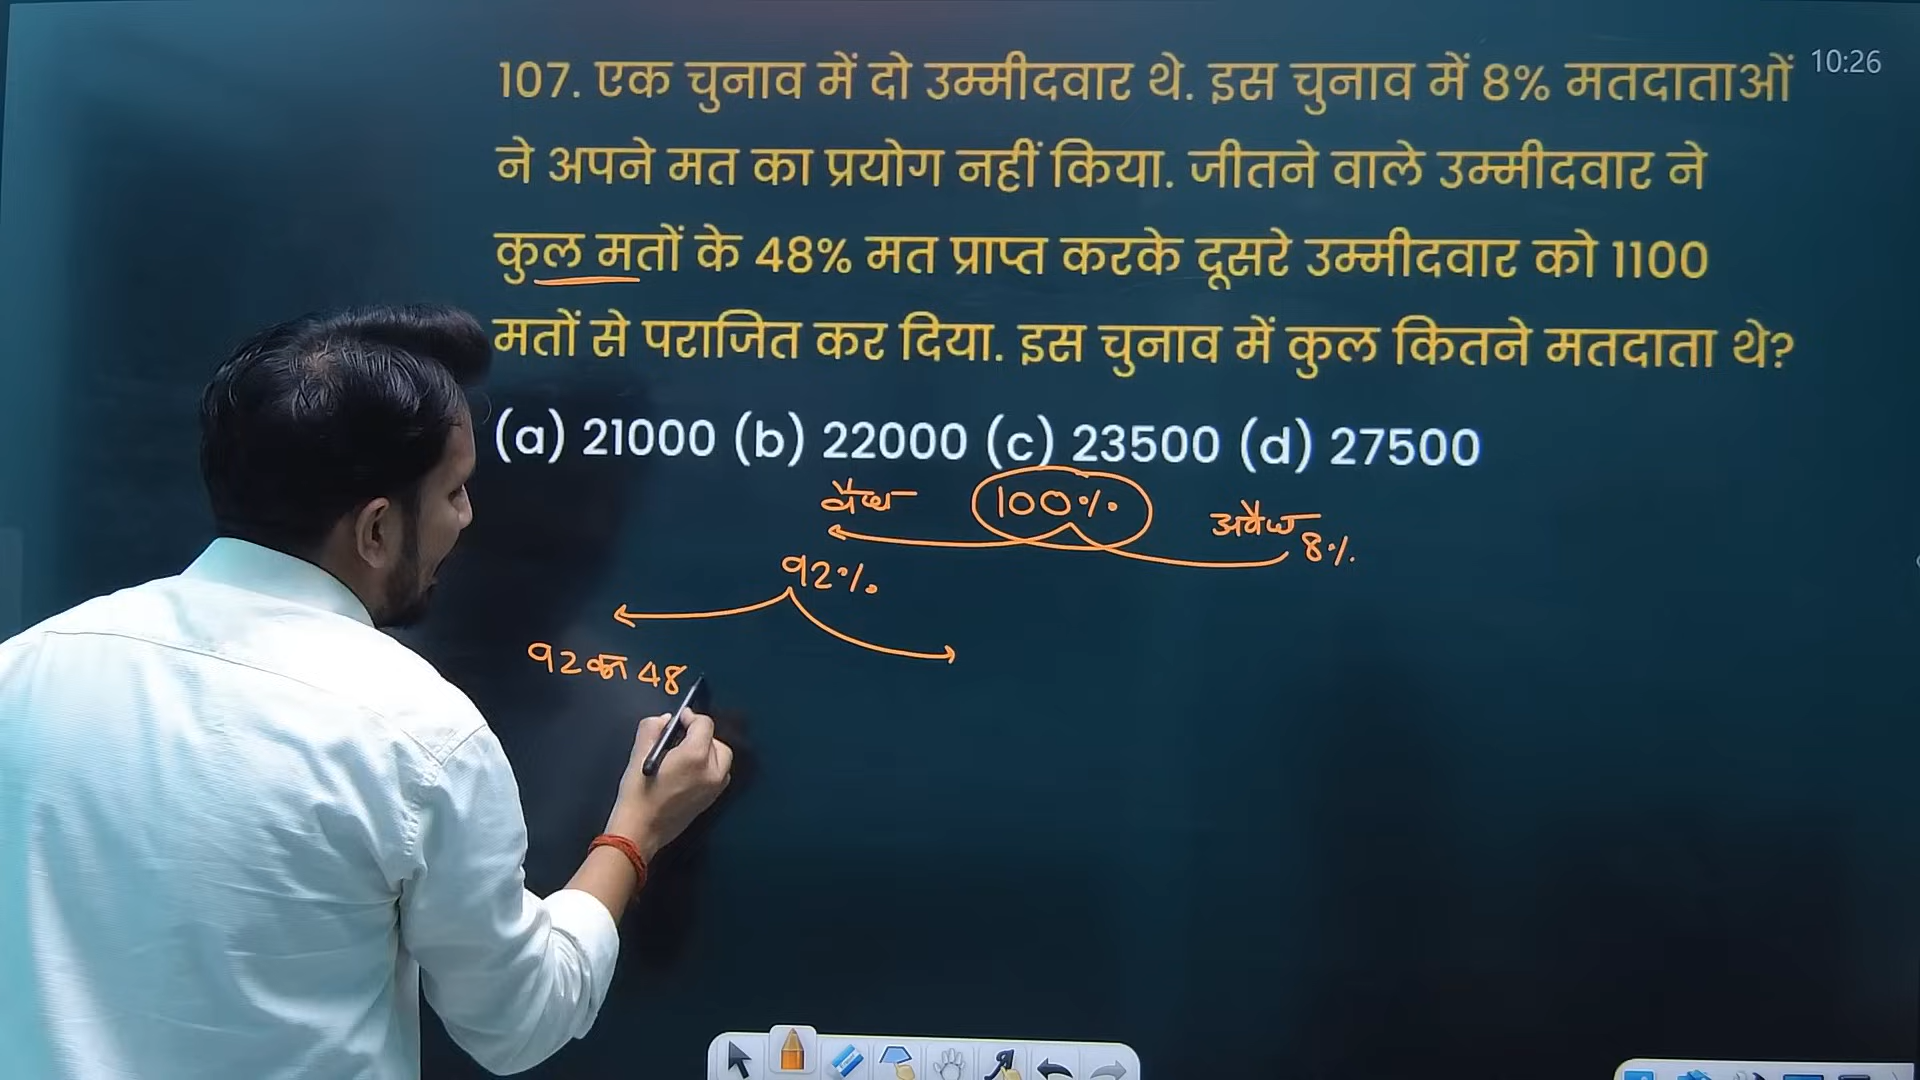 10:26
107. एक चुनाव में दो उम्मीदवार थे. इस चुनाव में 8% मतदाताओं
ने अपने मत का प्रयोग नहीं किया. जीतने वाले उम्मीदवार ने
कुल मतों के 48% मत प्राप्त करके दूसरे उम्मीदवार को 1100
मतों से पराजित कर दिया. इस चुनाव में कुल कितने मतदाता थे?
(a) 21000 (b) 22000 (c) 23500 (d) 27500
वैध 100% अवैध
8%
92%
92 का 48